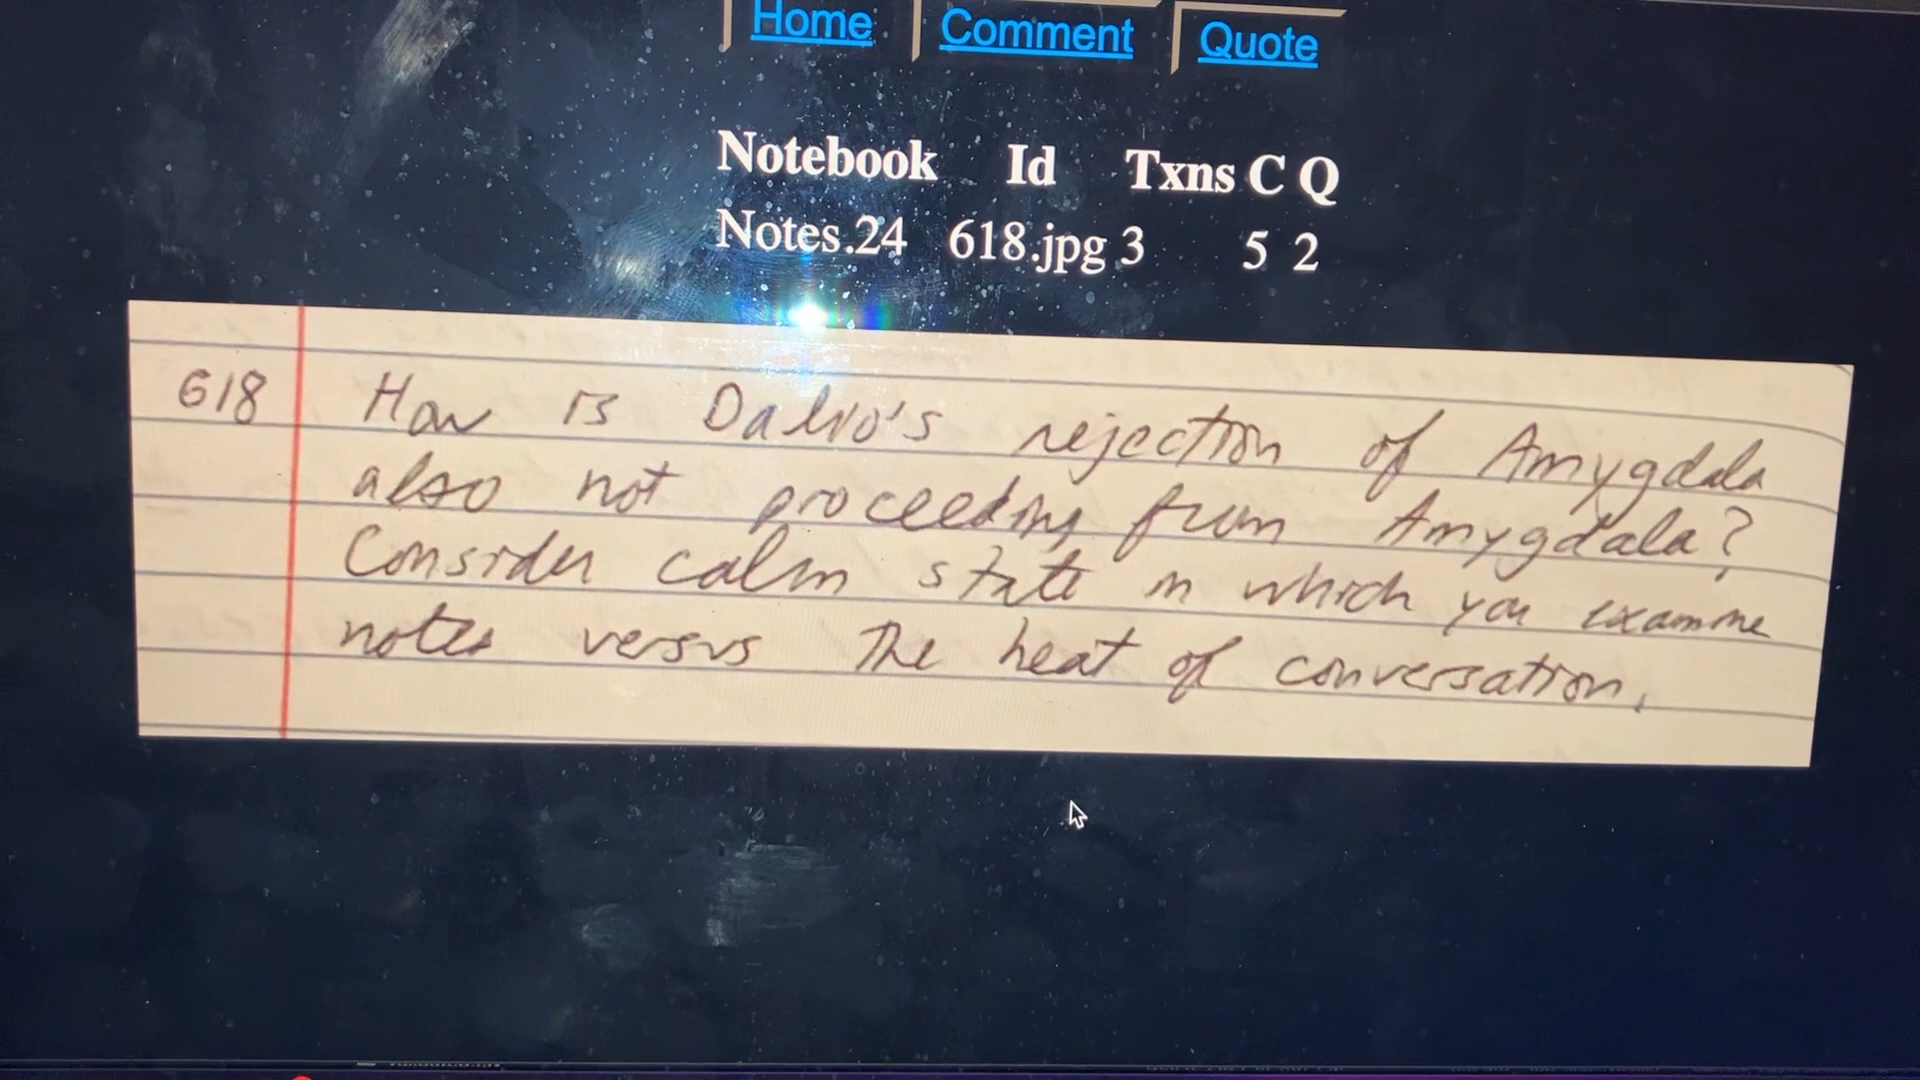 Home Comment Quote
Notebook Id Txns C Q
Notes.24 618.jpg 3 5 2
618 How is Dalio's rejection of Amygdala
also not proceeding from Amygdala?
Consider calm state in which you examine
notes versus the heat of conversation.